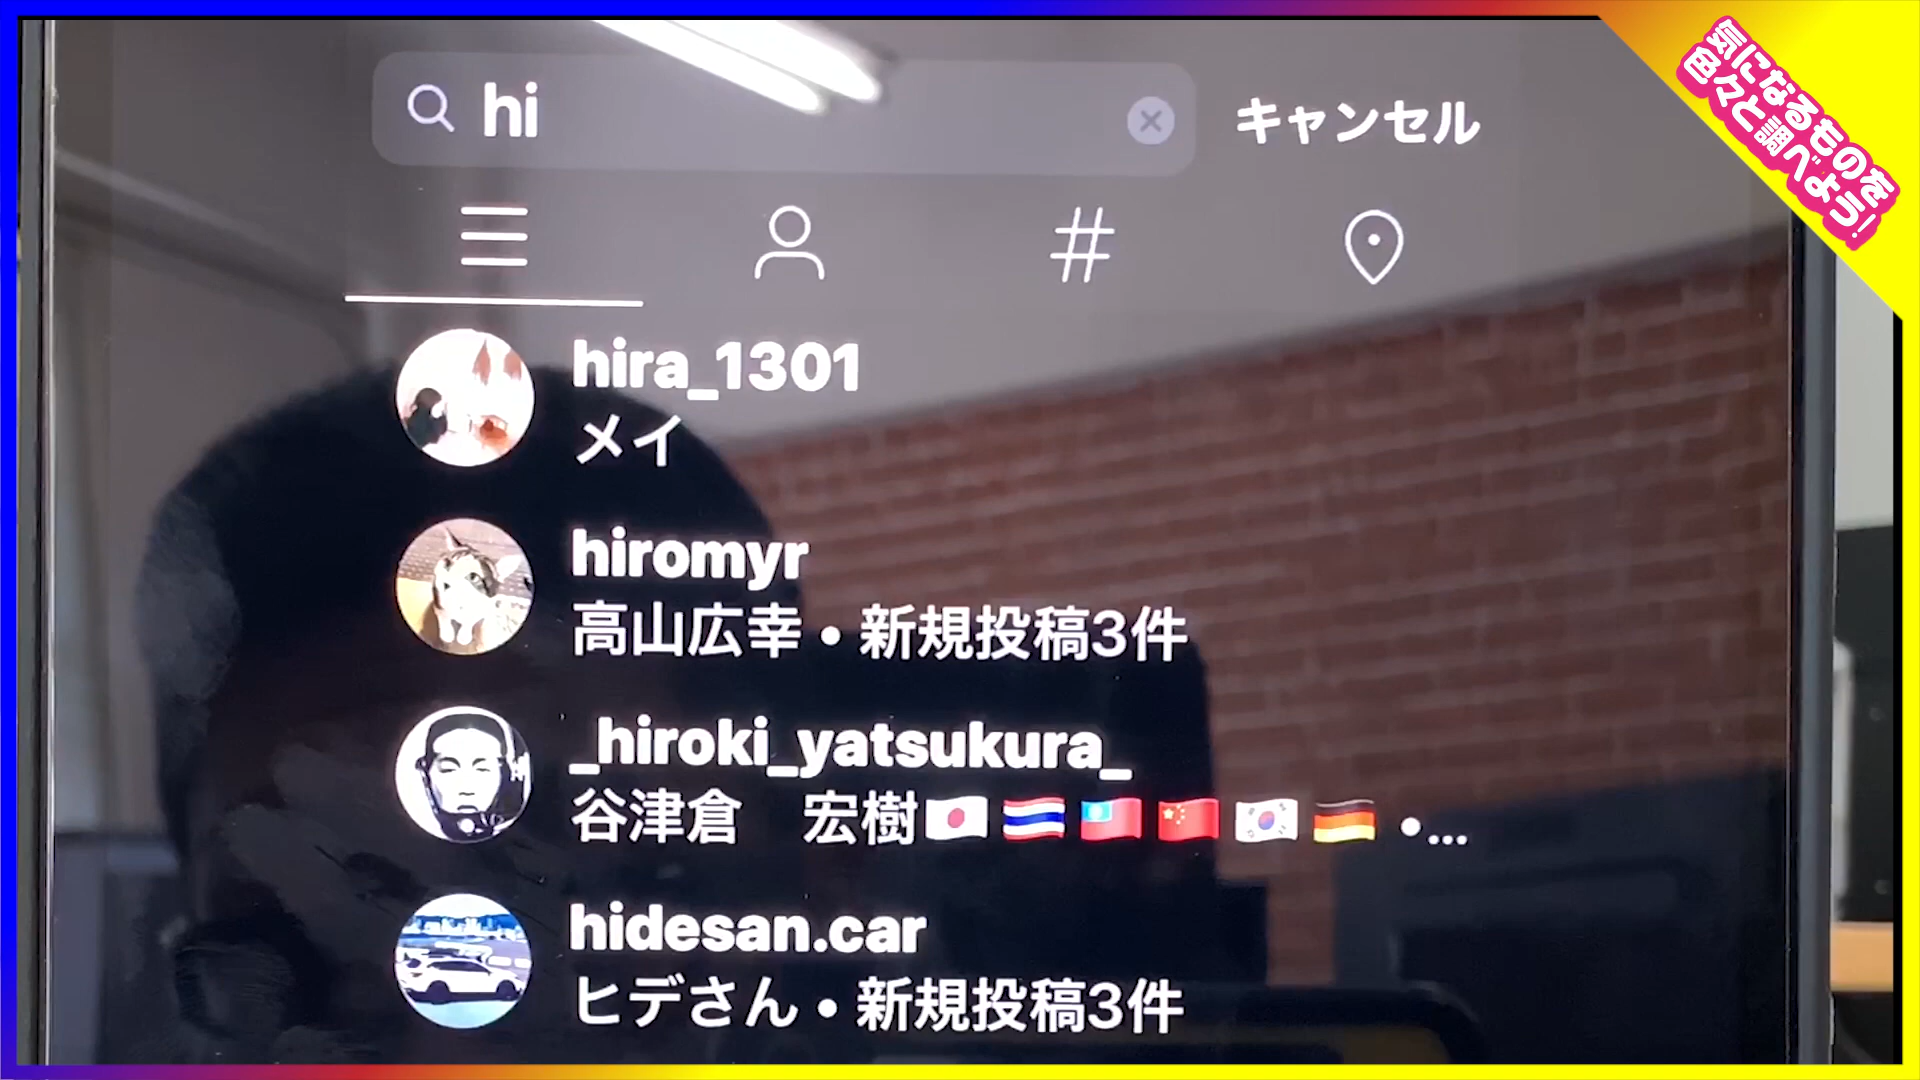 hi
キャンセル
気になるものを
色々と調べよう!
hira_1301
メイ
hiromyr
高山広幸 • 新規投稿3件
_hiroki_yatsukura_
谷津倉　宏樹🇯🇵🇹🇭🇹🇼🇨🇳🇰🇷🇩🇪 •...
hidesan.car
ヒデさん • 新規投稿3件